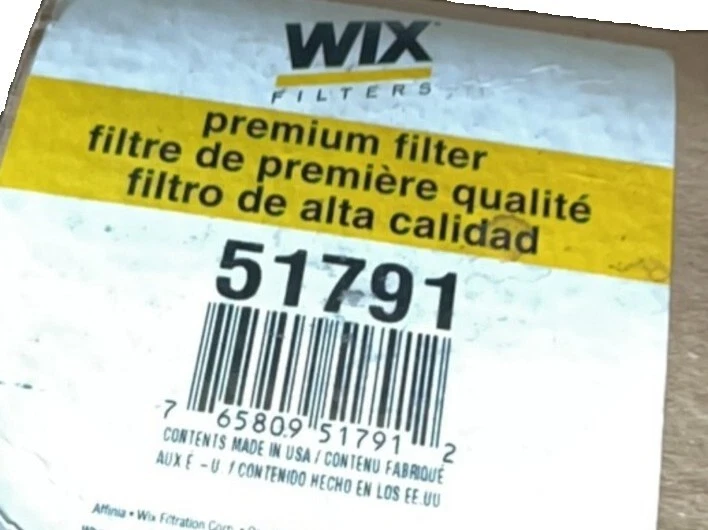 WIX
FILTERS
premium filter
filtre de première qualité
filtro de alta calidad
51791
7 65809 51791 2
CONTENTS MADE IN USA / CONTENU FABRIQUÉ
AUX É -U / CONTENIDO HECHO EN LOS EE.UU
Affinia • Wix Filtration Corp.